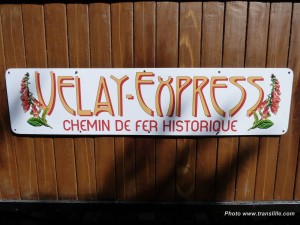 VELAY-EXPRESS
CHEMIN DE FER HISTORIQUE
Photo www.translife.com